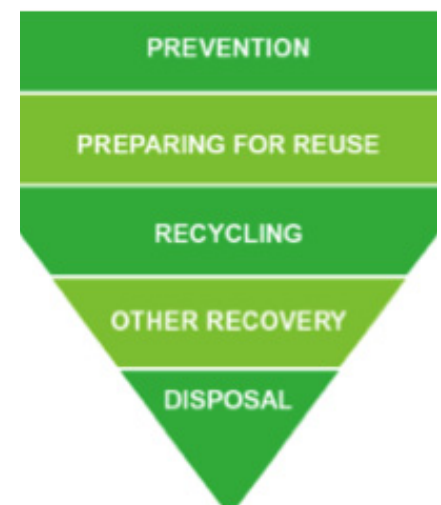 PREVENTION
PREPARING FOR REUSE
RECYCLING
OTHER RECOVERY
DISPOSAL